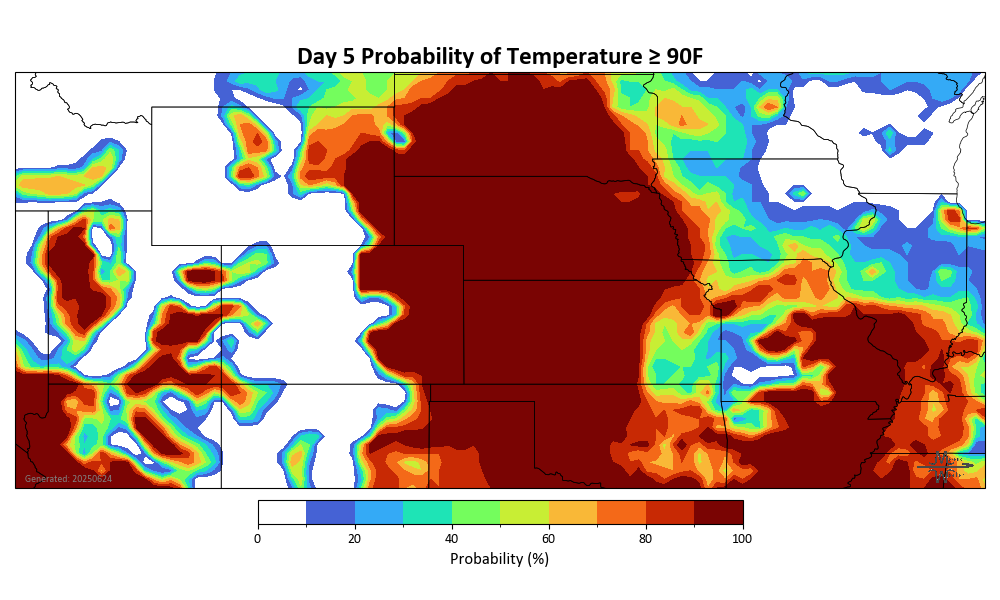 Day 5 Probability of Temperature ≥ 90F
Generated: 20250624
0 20 40 60 80 100
Probability (%)